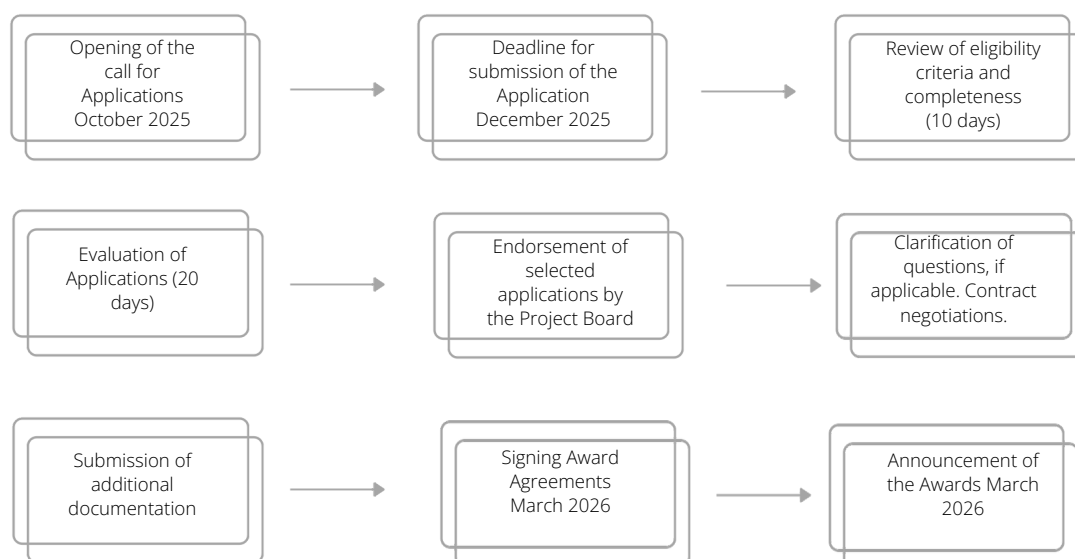 Opening of the
call for
Applications
October 2025
Deadline for
submission of the
Application
December 2025
Review of eligibility
criteria and
completeness
(10 days)
Evaluation of
Applications (20
days)
Endorsement of
selected
applications by
the Project Board
Clarification of
questions, if
applicable. Contract
negotiations.
Submission of
additional
documentation
Signing Award
Agreements
March 2026
Announcement of
the Awards March
2026